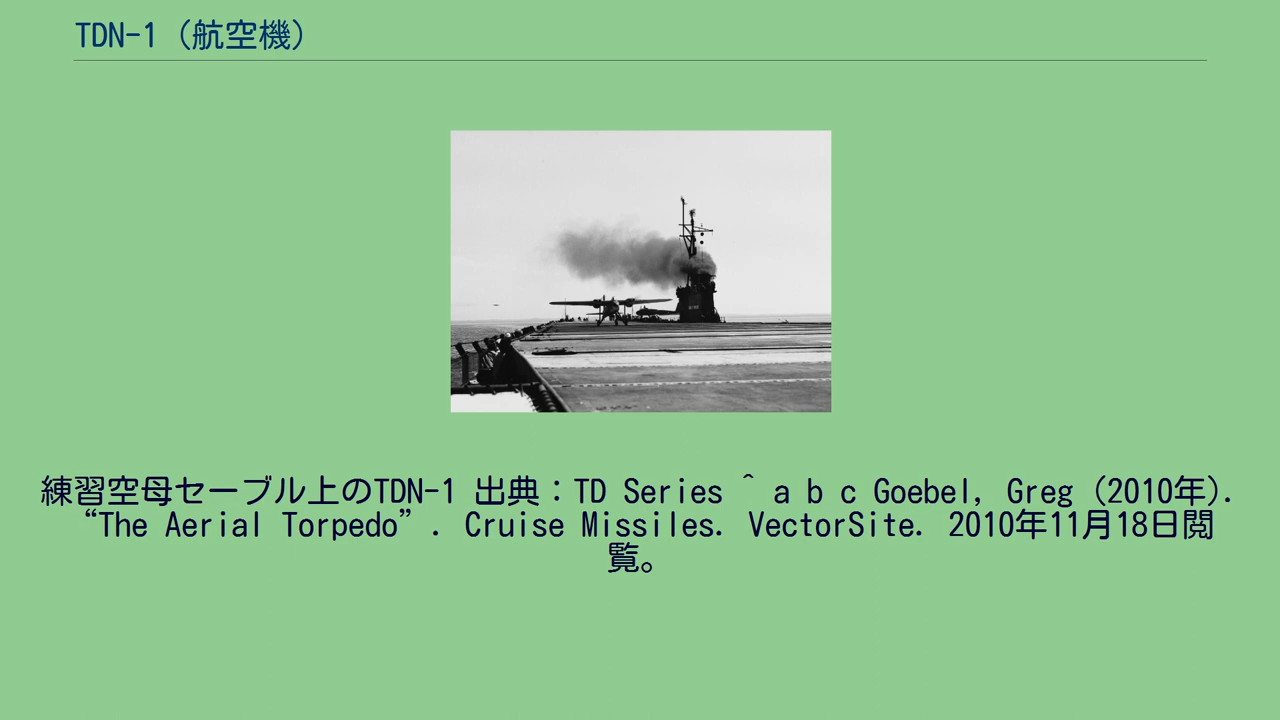 TDN-1（航空機）
練習空母セーブル上のTDN-1 出典：TD Series ^ a b c Goebel, Greg (2010年).
“The Aerial Torpedo”. Cruise Missiles. VectorSite. 2010年11月18日閲
覧。